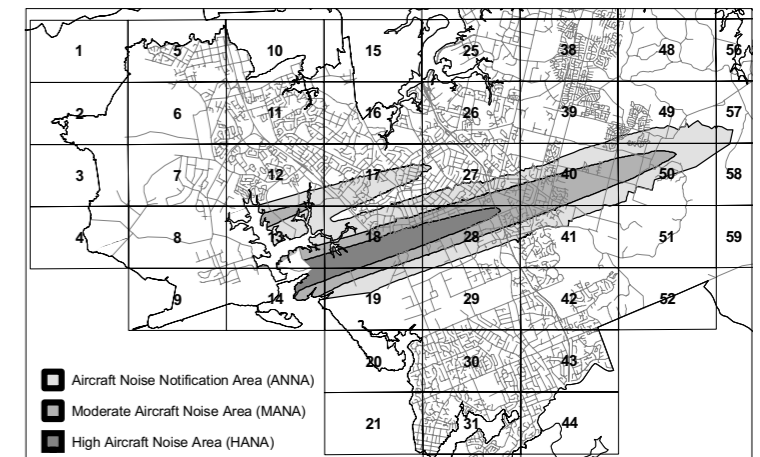 1 5 10 15 25 38 48 56
2 6 11 16 26 39 49 57
3 7 12 17 27 40 50 58
4 8 13 18 28 41 51 59
9 14 19 29 42 52
20 30 43
21 31 44
Aircraft Noise Notification Area (ANNA)
Moderate Aircraft Noise Area (MANA)
High Aircraft Noise Area (HANA)